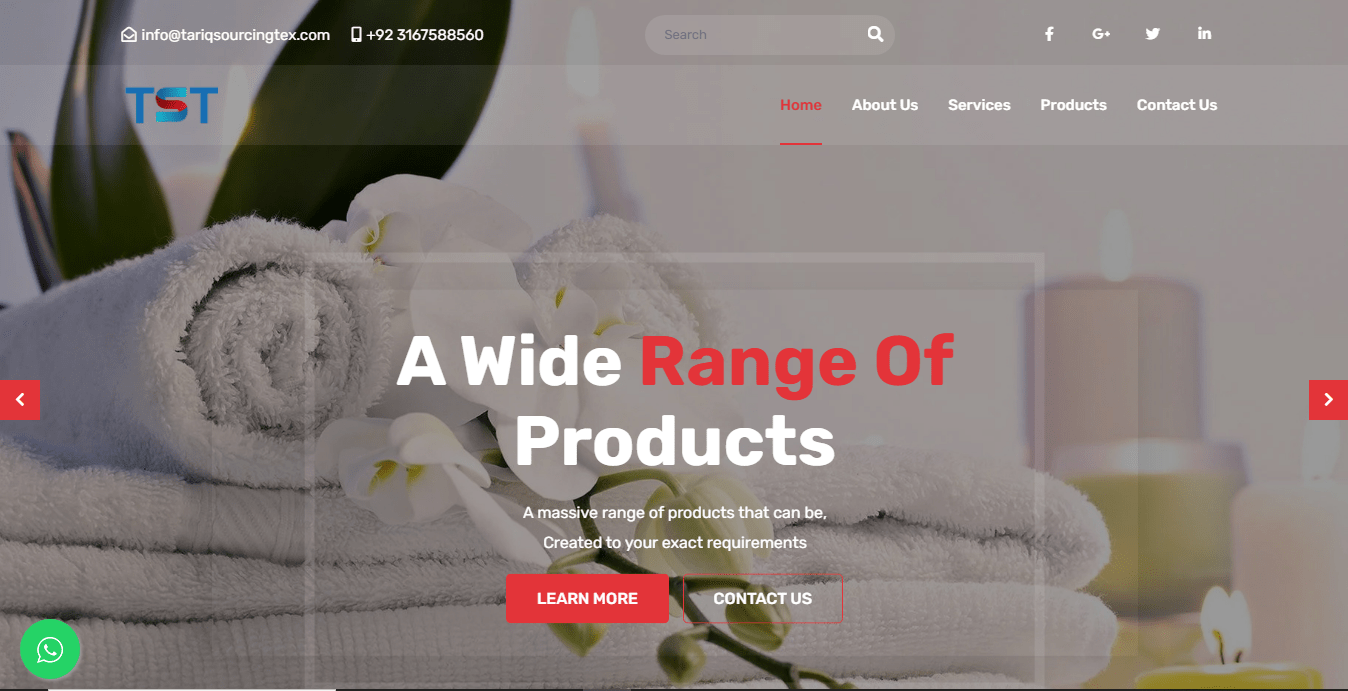 info@tariqsourcingtex.com +92 3167588560 Search
TST
Home About Us Services Products Contact Us
A Wide Range Of
Products
A massive range of products that can be,
Created to your exact requirements
LEARN MORE CONTACT US